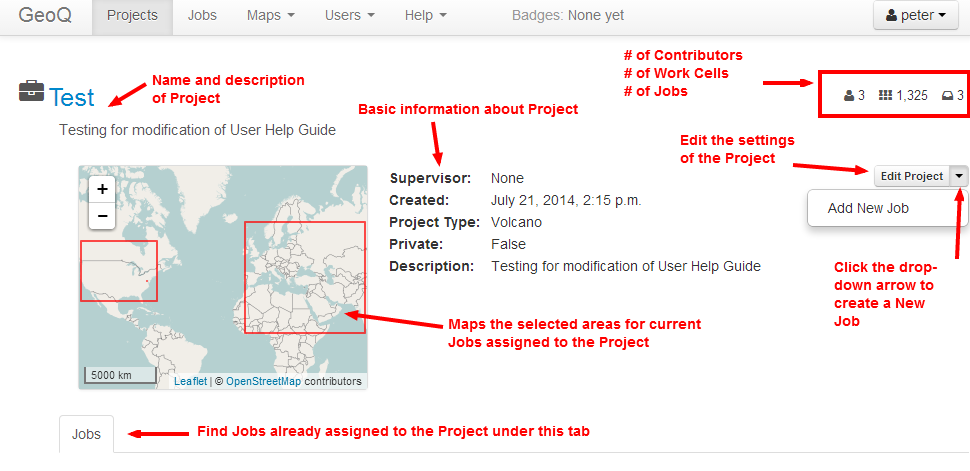 GeoQ Projects Jobs Maps Users Help Badges: None yet peter
# of Contributors
# of Work Cells
# of Jobs
3 1,325 3
Name and description
of Project
Test
Testing for modification of User Help Guide
Basic information about Project
Edit the settings
of the Project
Edit Project
Add New Job
Click the drop-
down arrow to
create a New
Job
+
−
5000 km
Leaflet | © OpenStreetMap contributors
Supervisor: None
Created: July 21, 2014, 2:15 p.m.
Project Type: Volcano
Private: False
Description: Testing for modification of User Help Guide
Maps the selected areas for current
Jobs assigned to the Project
Jobs
Find Jobs already assigned to the Project under this tab